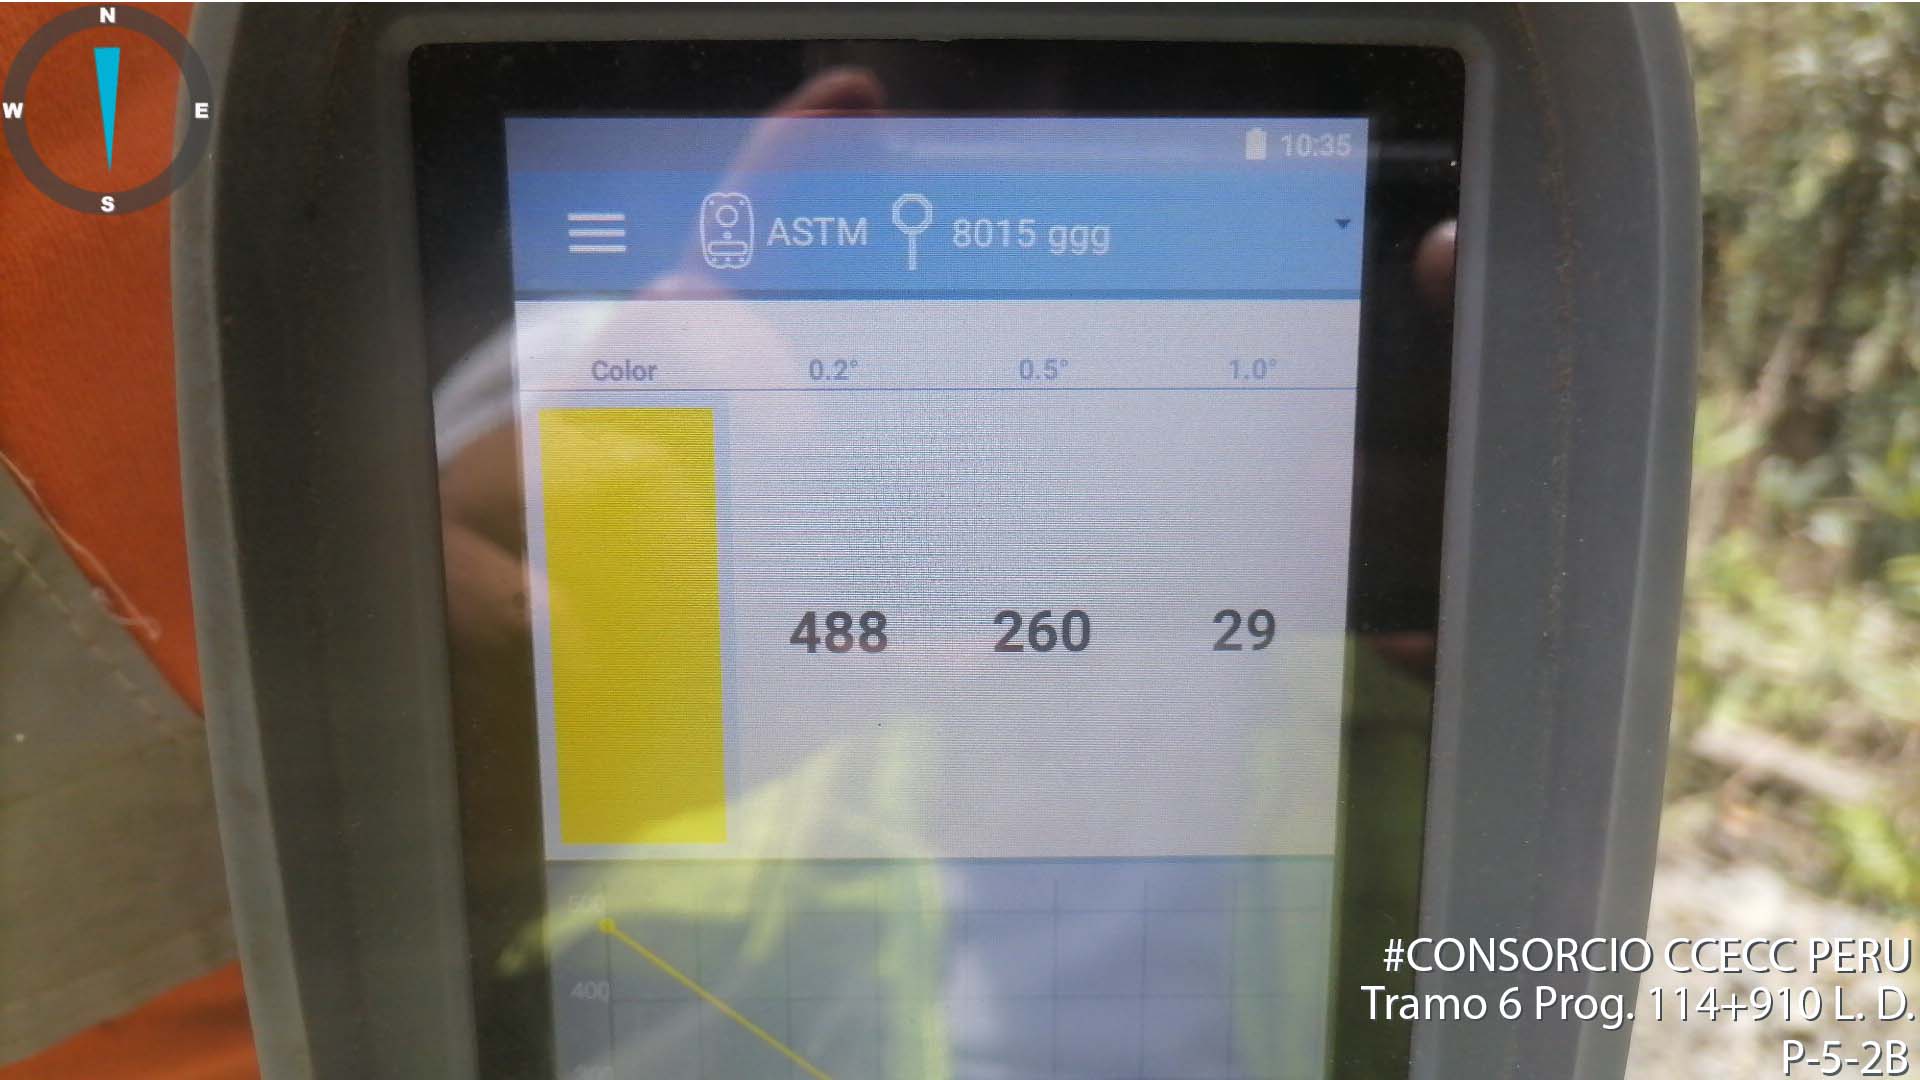 N
W E
S
10:35
ASTM 8015 ggg
Color 0.2° 0.5° 1.0°
488 260 29
500
400
#CONSORCIO CCECC PERU
Tramo 6 Prog. 114+910 L. D.
P-5-2B